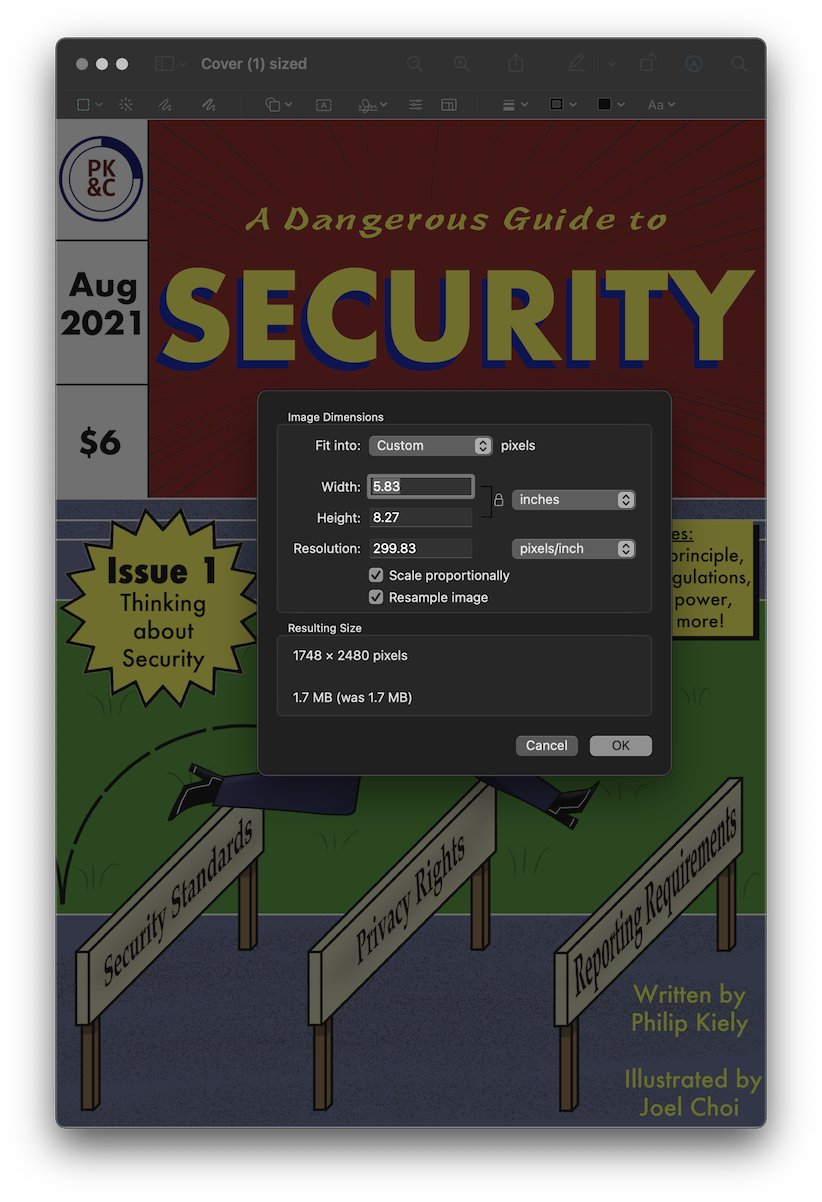 Cover (1) sized
A
Aa
PK
&C
Aug
2021
$6
A Dangerous Guide to
SECURITY
Image Dimensions
Fit into: Custom pixels
Width: 5.83
inches
Height: 8.27
Resolution: 299.83 pixels/inch
Scale proportionally
Resample image
Resulting Size
1748 × 2480 pixels
1.7 MB (was 1.7 MB)
Cancel OK
Issue 1
Thinking
about
Security
es:
principle,
gulations,
power,
more!
Security Standards
Privacy Rights
Reporting Requirements
Written by
Philip Kiely
Illustrated by
Joel Choi